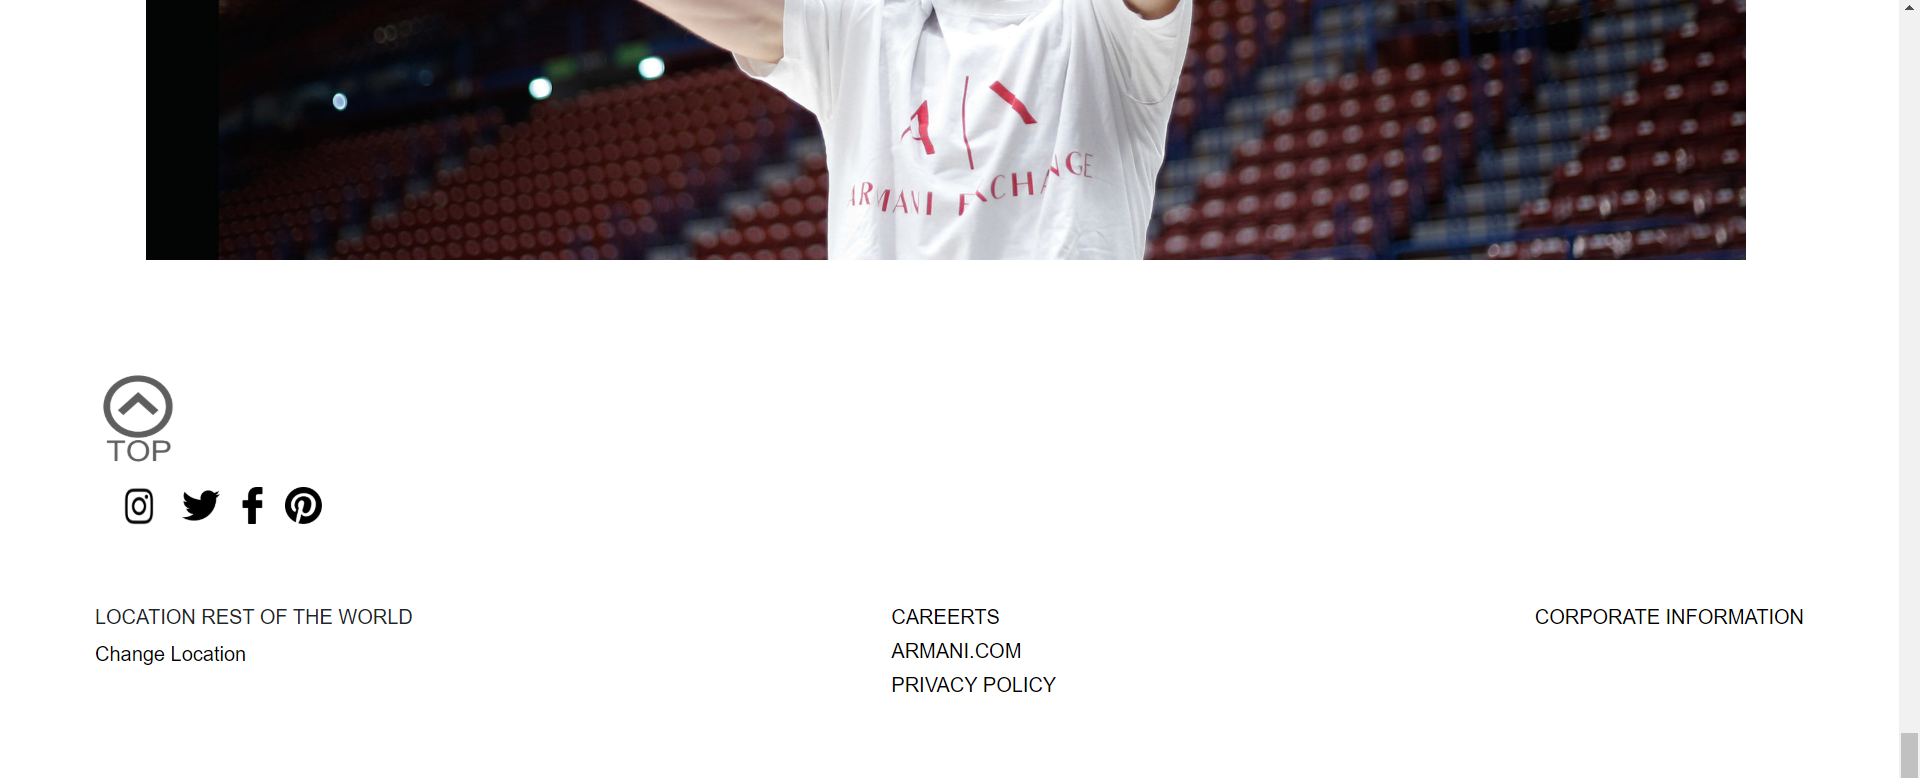 A|X
ARMANI EXCHANGE
TOP
LOCATION REST OF THE WORLD
Change Location
CAREERTS
ARMANI.COM
PRIVACY POLICY
CORPORATE INFORMATION